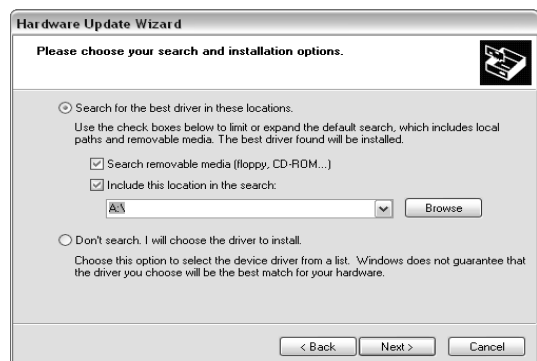 Hardware Update Wizard
Please choose your search and installation options.
Search for the best driver in these locations.
Use the check boxes below to limit or expand the default search, which includes local
paths and removable media. The best driver found will be installed.
Search removable media (floppy, CD-ROM...)
Include this location in the search:
A:\
Browse
Don't search. I will choose the driver to install.
Choose this option to select the device driver from a list. Windows does not guarantee that
the driver you choose will be the best match for your hardware.
< Back Next > Cancel